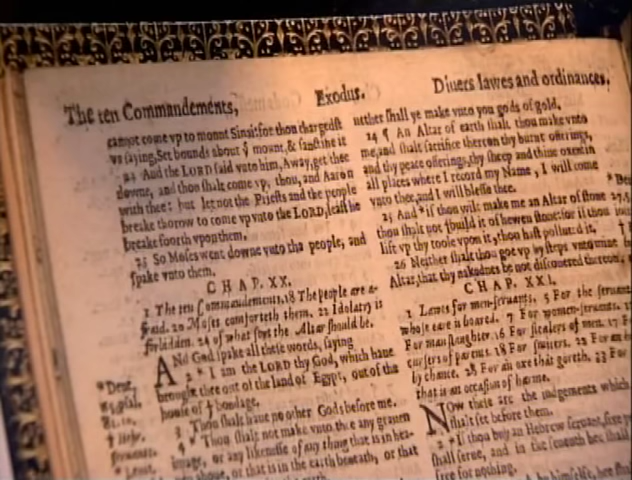 The ten Commandements,
Exodus.
Diuers lawes and ordinances.
cannot come vp to mount Sinai: for thou chargedst
vs saying, Set bounds about ẏ mount, & sanctifie it
24 And the LORD said vnto him, Away, get thee
downe, and thou shalt come vp, thou, and Aaron
with thee: but let not the Priests and the people
breake thorow to come vp vnto the LORD, lest he
breake foorth vpon them.
25 So Moses went downe vnto the people, and
spake vnto them.
CHAP. XX.
1 The ten Commandements. 18 The people are a-
fraid. 20 Moses comforteth them. 22 Idolatry is
forbidden. 24 of what sort the Altar should be.
ANd God spake all these words, saying
2 * I am the LORD thy God, which haue
brought thee out of the land of Egypt, out of the
house of † bondage.
3 Thou shalt haue no other Gods before me.
4 * Thou shalt not make vnto thee any grauen
image, or any likenesse of any thing that is in hea-
uen aboue, or that is in the earth beneath, or that
* Deut.
neither shall ye make vnto you gods of gold.
24 ¶ An Altar of earth shalt thou make vnto
me, and shalt sacrifice thereon thy burnt offerings,
and thy peace offerings, thy sheep and thine oxen in
all places where I record my Name, I will come
vnto thee, and I will blesse thee.
25 And * if thou wilt make me an Altar of stone
thou shalt not † build it of hewen stone: for if thou
lift vp thy toole vpon it, thou hast polluted it.
26 Neither shalt thou goe vp by steps vnto mine
Altar, that thy nakednes be not discouered thereon.
CHAP. XXI.
1 Lawes for men-seruants. 5 For the seruant
whose eare is boared. 7 For women-seruants.
For manslaughter. 16 For stealers of men. 17
cursers of parents. 18 For smiters. 22 For an
by chance. 28 For an oxe that goreth. 33 For
that is an occasion of harme.
NOw these are the iudgements which
shalt set before them.
2 * If thou buy an Hebrew seruant, sixe
shall serue, and in the seuenth hee shall
free for nothing.